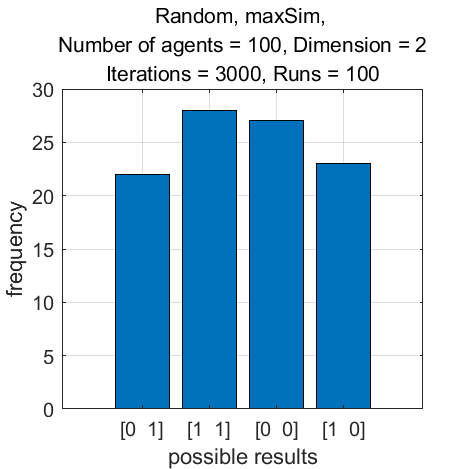 Random, maxSim,
Number of agents = 100, Dimension = 2
Iterations = 3000, Runs = 100
30
25
20
15
10
5
0
frequency
[0 1] [1 1] [0 0] [1 0]
possible results